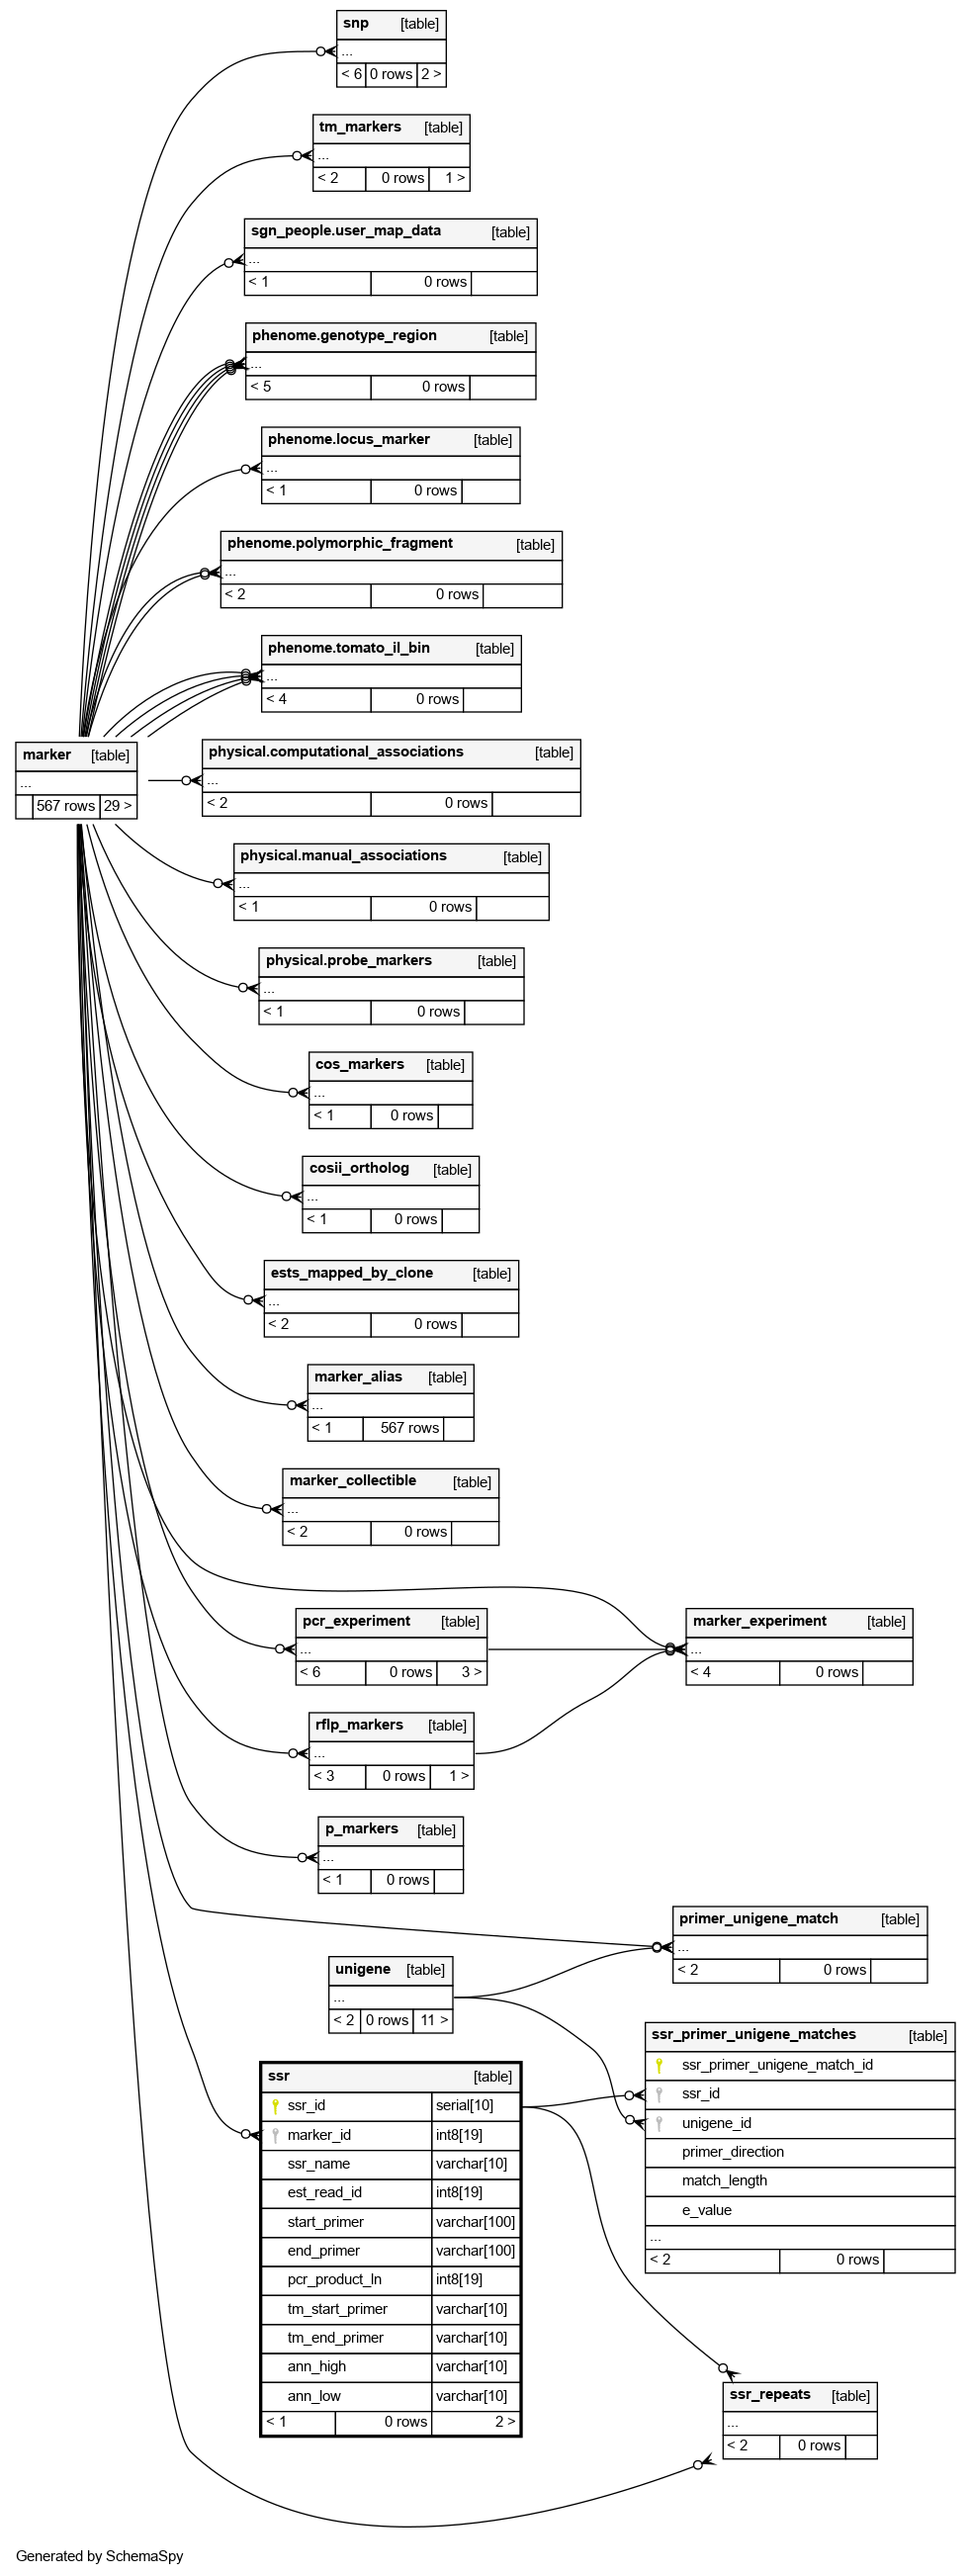 snp [table]
...
< 6 0 rows 2 >
tm_markers [table]
...
< 2 0 rows 1 >
sgn_people.user_map_data [table]
...
< 1 0 rows
phenome.genotype_region [table]
...
< 5 0 rows
phenome.locus_marker [table]
...
< 1 0 rows
phenome.polymorphic_fragment [table]
...
< 2 0 rows
phenome.tomato_il_bin [table]
...
< 4 0 rows
marker [table]
...
567 rows 29 >
physical.computational_associations [table]
...
< 2 0 rows
physical.manual_associations [table]
...
< 1 0 rows
physical.probe_markers [table]
...
< 1 0 rows
cos_markers [table]
...
< 1 0 rows
cosii_ortholog [table]
...
< 1 0 rows
ests_mapped_by_clone [table]
...
< 2 0 rows
marker_alias [table]
...
< 1 567 rows
marker_collectible [table]
...
< 2 0 rows
pcr_experiment [table]
...
< 6 0 rows 3 >
marker_experiment [table]
...
< 4 0 rows
rflp_markers [table]
...
< 3 0 rows 1 >
p_markers [table]
...
< 1 0 rows
primer_unigene_match [table]
...
< 2 0 rows
unigene [table]
...
< 2 0 rows 11 >
ssr_primer_unigene_matches [table]
ssr_primer_unigene_match_id
ssr_id
unigene_id
primer_direction
match_length
e_value
...
< 2 0 rows
ssr [table]
ssr_id serial[10]
marker_id int8[19]
ssr_name varchar[10]
est_read_id int8[19]
start_primer varchar[100]
end_primer varchar[100]
pcr_product_ln int8[19]
tm_start_primer varchar[10]
tm_end_primer varchar[10]
ann_high varchar[10]
ann_low varchar[10]
< 1 0 rows 2 >
ssr_repeats [table]
...
< 2 0 rows
Generated by SchemaSpy